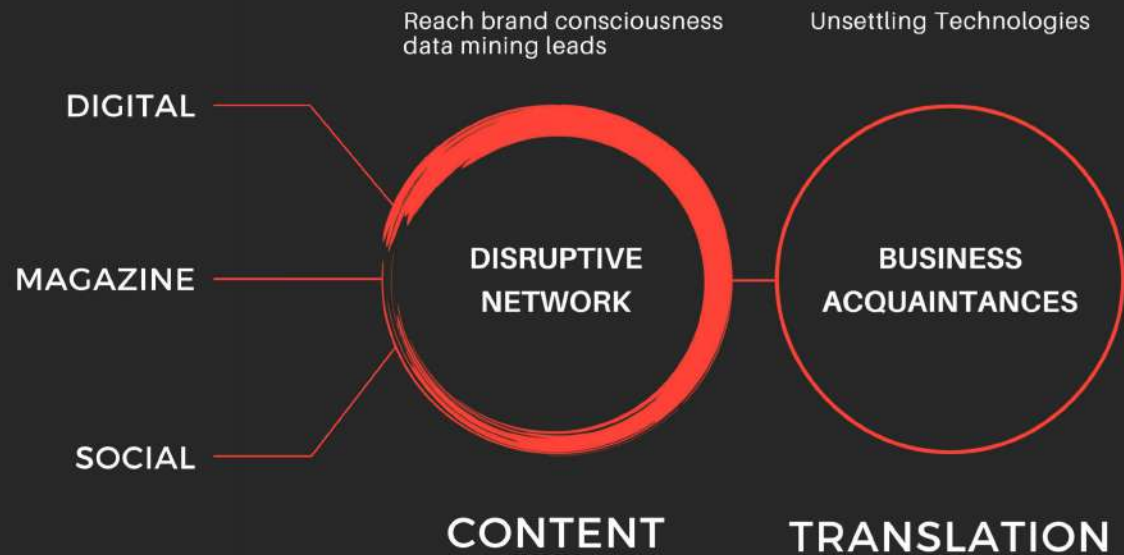 Reach brand consciousness
data mining leads
Unsettling Technologies
DIGITAL
MAGAZINE
SOCIAL
DISRUPTIVE
NETWORK
BUSINESS
ACQUAINTANCES
CONTENT
TRANSLATION